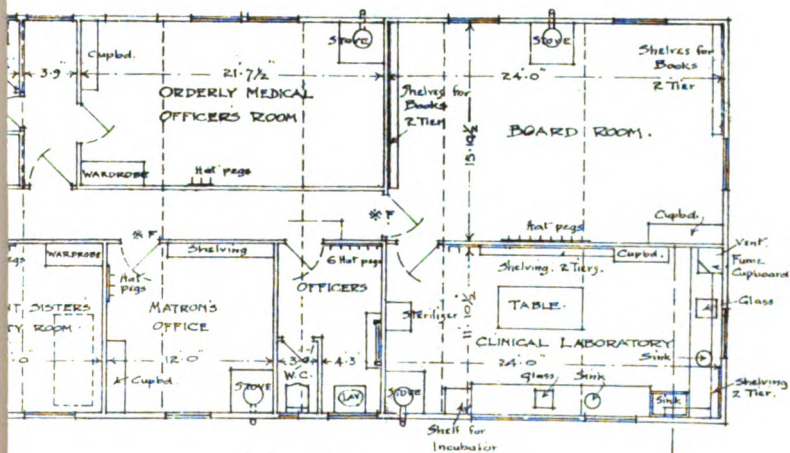 Cupbd.
STOVE
STOVE
Shelves for
Books
2 Tier
3'.9"
21'.7½"
24'.0"
ORDERLY MEDICAL
OFFICERS ROOM
Shelves for
Books
2 Tier
BOARD ROOM.
WARDROBE
Hat pegs
Hat pegs
Cupbd.
※F
※F
WARDROBE
Shelving
6 Hat pegs
Shelving. 2 Tiers.
Cupbd.
Vent.
Fume
Cupboard
Hat
pegs
OFFICERS
TABLE.
Glass
SISTERS
ROOM.
MATRON'S
OFFICE
Sterilizer
11'.10½"
CLINICAL LABORATORY
12'.0"
4'.3"
24'.0"
Sink
Cupbd.
W.C.
Glass
Sink
Shelving
2 Tier.
STOVE
LAV
STOVE
Sink
Shelf for
Incubator